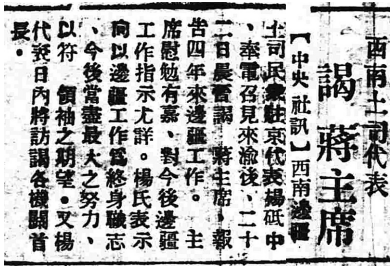 西南土司代表
謁蔣主席
【中央社訊】西南邊疆
土司民衆駐京代表楊砥中
、奉電召見來渝後、二十
二日晨晉謁　蔣主席、報
告四年來邊疆工作。　主
席慰勉有嘉、對今後邊疆
工作指示尤詳。楊氏表示
向以邊疆工作爲終身職志
、今後當盡最大之努力、
以符　領袖之期望。又楊
代表日內將訪謁各機關首
長。